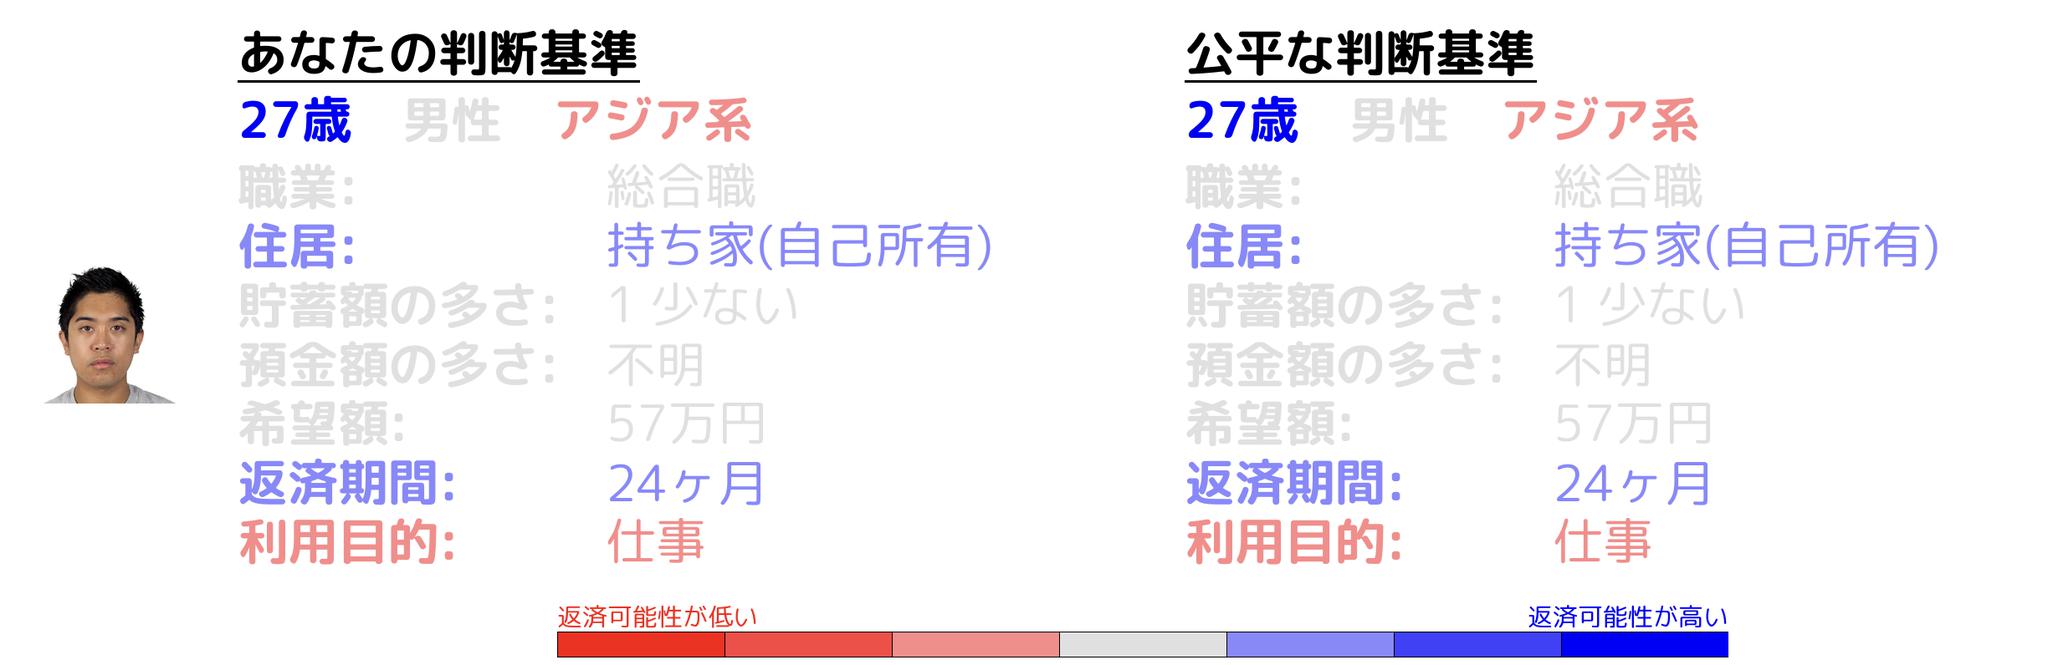 あなたの判断基準
27歳 男性 アジア系
職業: 総合職
住居: 持ち家(自己所有)
貯蓄額の多さ: 1 少ない
預金額の多さ: 不明
希望額: 57万円
返済期間: 24ヶ月
利用目的: 仕事
公平な判断基準
27歳 男性 アジア系
職業: 総合職
住居: 持ち家(自己所有)
貯蓄額の多さ: 1 少ない
預金額の多さ: 不明
希望額: 57万円
返済期間: 24ヶ月
利用目的: 仕事
返済可能性が低い
返済可能性が高い